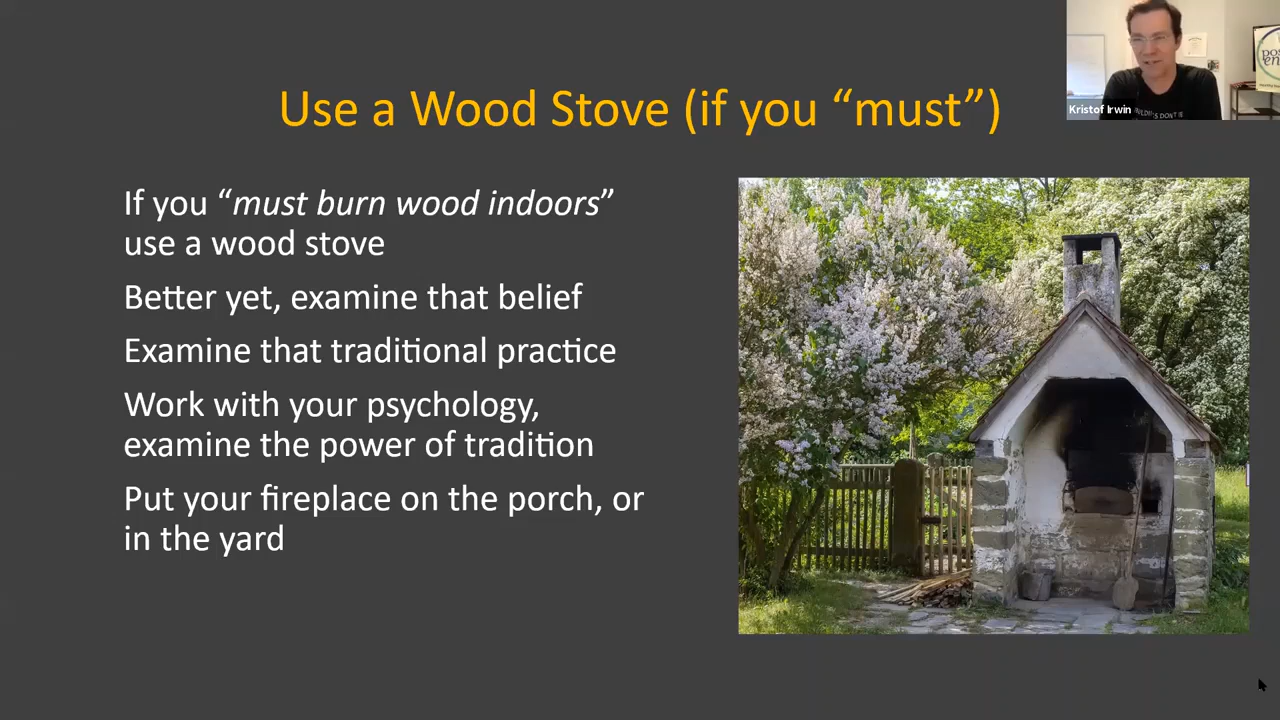 Use a Wood Stove (if you “must”)
If you “must burn wood indoors”
use a wood stove
Better yet, examine that belief
Examine that traditional practice
Work with your psychology,
examine the power of tradition
Put your fireplace on the porch, or
in the yard
Kristof Irwin